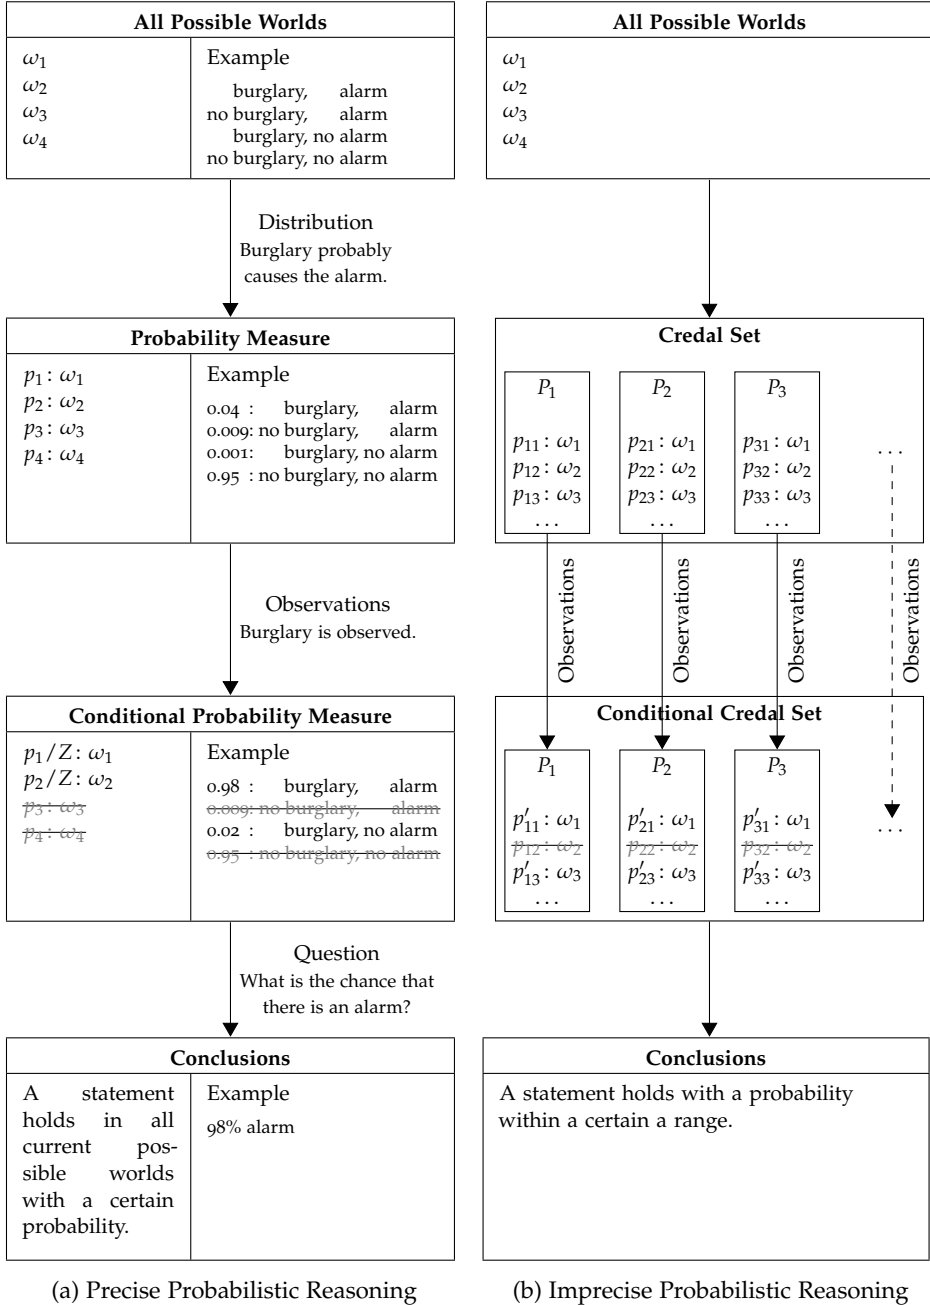 All Possible Worlds
ω1
ω2
ω3
ω4
Example
burglary, alarm
no burglary, alarm
burglary, no alarm
no burglary, no alarm
Distribution
Burglary probably
causes the alarm.
Probability Measure
p1 : ω1
p2 : ω2
p3 : ω3
p4 : ω4
Example
0.04 : burglary, alarm
0.009: no burglary, alarm
0.001: burglary, no alarm
0.95 : no burglary, no alarm
Observations
Burglary is observed.
Conditional Probability Measure
p1/Z : ω1
p2/Z : ω2
p3 : ω3
p4 : ω4
Example
0.98 : burglary, alarm
0.009: no burglary, alarm
0.02 : burglary, no alarm
0.95 : no burglary, no alarm
Question
What is the chance that
there is an alarm?
Conclusions
A statement
holds in all
current pos-
sible worlds
with a certain
probability.
Example
98% alarm
(a) Precise Probabilistic Reasoning
All Possible Worlds
ω1
ω2
ω3
ω4
Credal Set
P1
p11 : ω1
p12 : ω2
p13 : ω3
...
P2
p21 : ω1
p22 : ω2
p23 : ω3
...
P3
p31 : ω1
p32 : ω2
p33 : ω3
...
...
Observations
Observations
Observations
Observations
Conditional Credal Set
P1
p′11 : ω1
p12 : ω2
p′13 : ω3
...
P2
p′21 : ω1
p22 : ω2
p′23 : ω3
...
P3
p′31 : ω1
p32 : ω2
p′33 : ω3
...
...
Conclusions
A statement holds with a probability
within a certain a range.
(b) Imprecise Probabilistic Reasoning